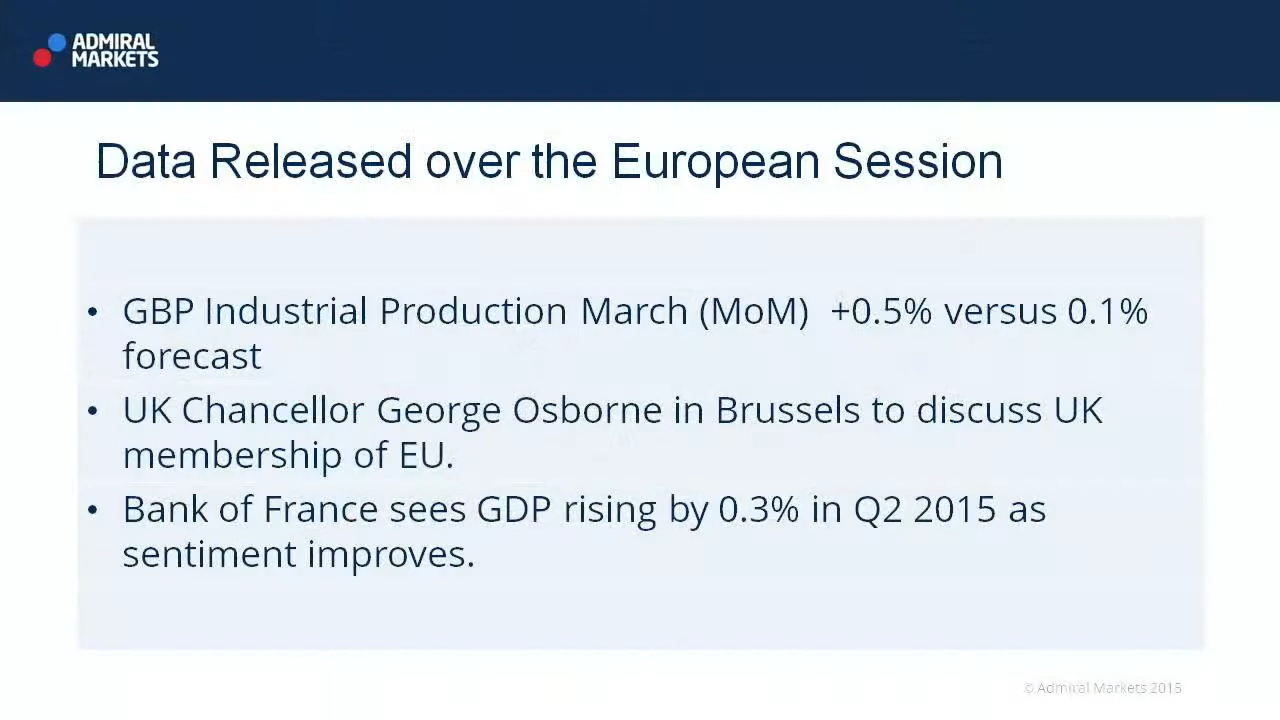 ADMIRAL
MARKETS
Data Released over the European Session
• GBP Industrial Production March (MoM)  +0.5% versus 0.1%
forecast
• UK Chancellor George Osborne in Brussels to discuss UK
membership of EU.
• Bank of France sees GDP rising by 0.3% in Q2 2015 as
sentiment improves.
© Admiral Markets 2015